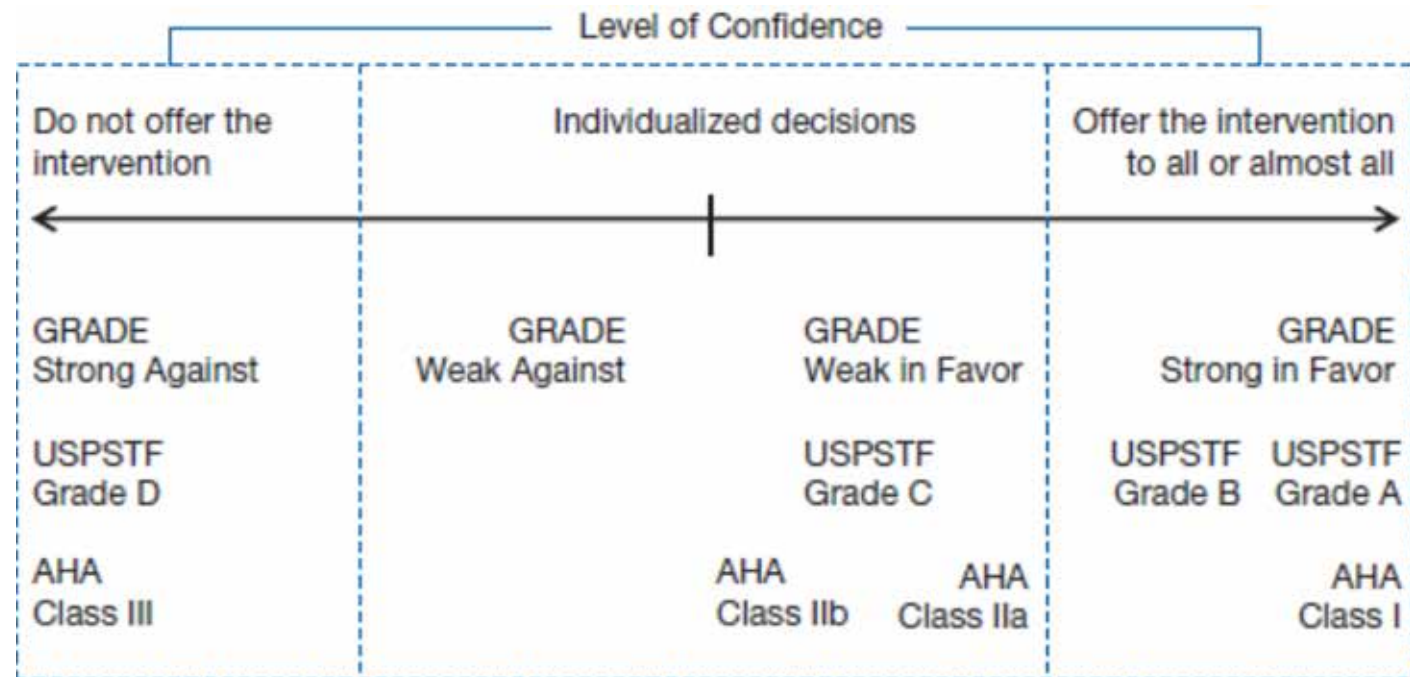 Level of Confidence
Do not offer the
intervention
Individualized decisions
Offer the intervention
to all or almost all
GRADE
Strong Against
GRADE
Weak Against
GRADE
Weak in Favor
GRADE
Strong in Favor
USPSTF
Grade D
USPSTF
Grade C
USPSTF
Grade B
USPSTF
Grade A
AHA
Class III
AHA
Class IIb
AHA
Class IIa
AHA
Class I